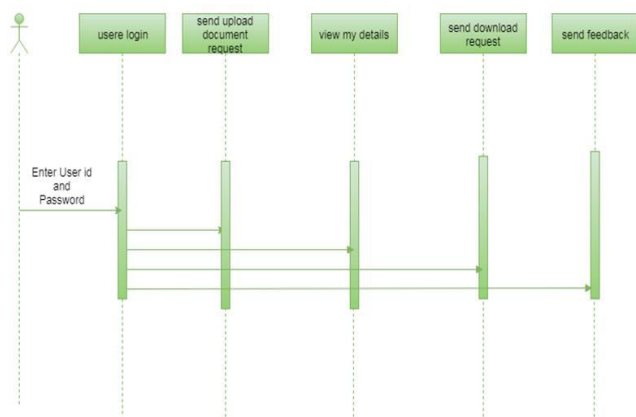 usere login
send upload
document
request
view my details
send download
request
send feedback
Enter User id
and
Password